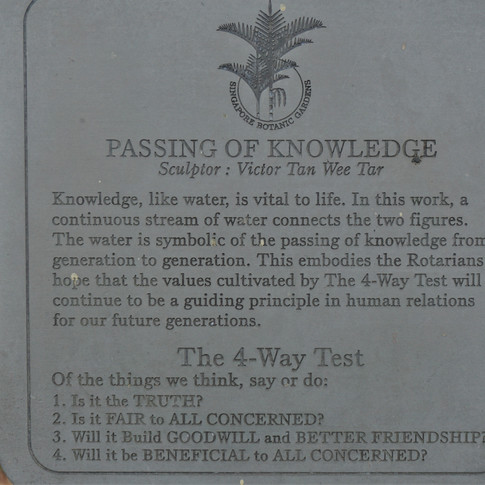 SINGAPORE BOTANIC GARDENS
PASSING OF KNOWLEDGE
Sculptor : Victor Tan Wee Tar
Knowledge, like water, is vital to life. In this work, a
continuous stream of water connects the two figures.
The water is symbolic of the passing of knowledge from
generation to generation. This embodies the Rotarians
hope that the values cultivated by The 4-Way Test will
continue to be a guiding principle in human relations
for our future generations.
The 4-Way Test
Of the things we think, say or do:
1. Is it the TRUTH?
2. Is it FAIR to ALL CONCERNED?
3. Will it Build GOODWILL and BETTER FRIENDSHIP?
4. Will it be BENEFICIAL to ALL CONCERNED?